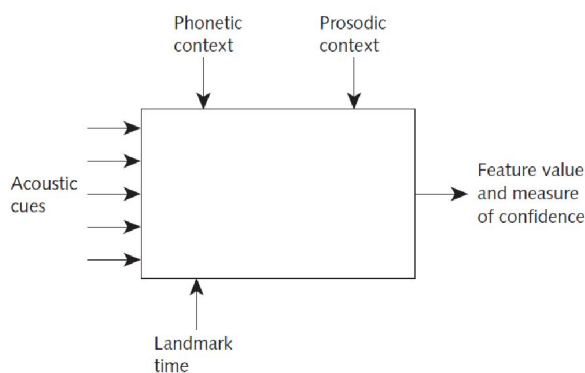 Phonetic
context
Prosodic
context
Acoustic
cues
Feature value
and measure
of confidence
Landmark
time